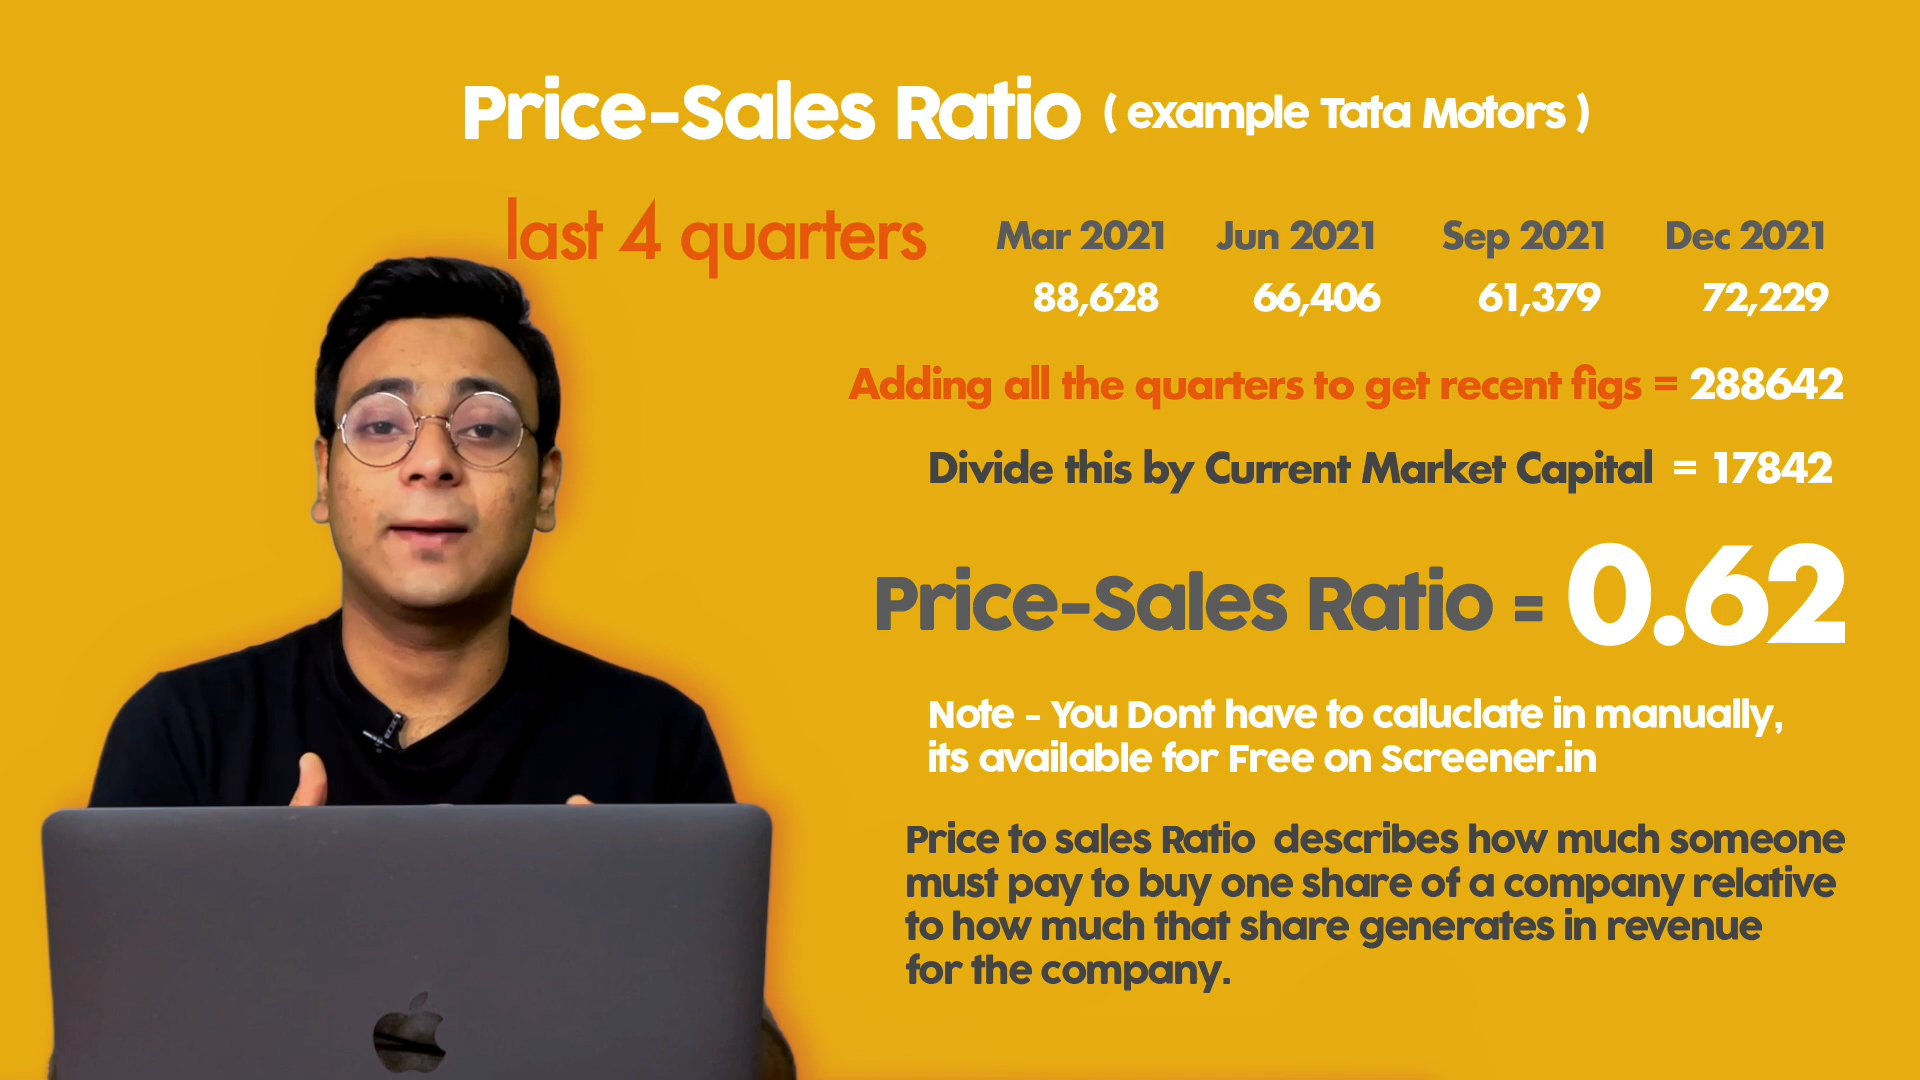 Price-Sales Ratio ( example Tata Motors )
last 4 quarters
Mar 2021 Jun 2021 Sep 2021 Dec 2021
88,628 66,406 61,379 72,229
Adding all the quarters to get recent figs = 288642
Divide this by Current Market Capital = 17842
Price-Sales Ratio = 0.62
Note - You Dont have to caluclate in manually,
its available for Free on Screener.in
Price to sales Ratio describes how much someone
must pay to buy one share of a company relative
to how much that share generates in revenue
for the company.